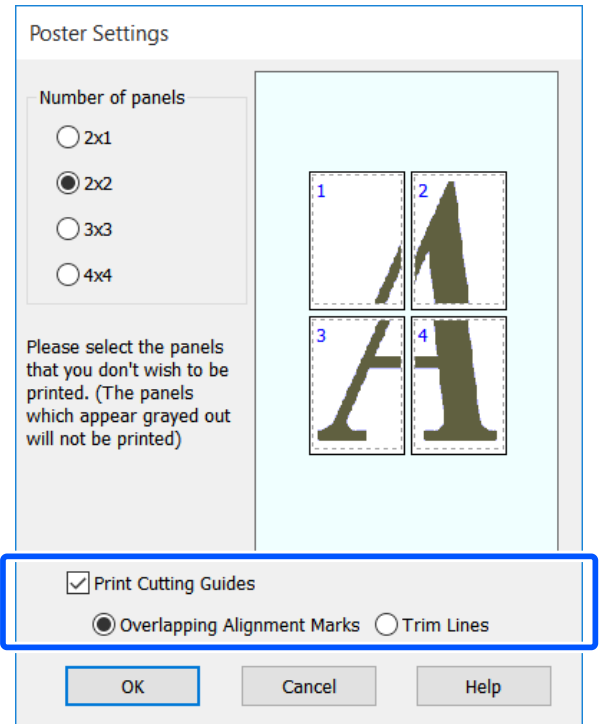 Poster Settings
Number of panels
2x1
2x2
3x3
4x4
1
2
3
4
Please select the panels
that you don't wish to be
printed. (The panels
which appear grayed out
will not be printed)
Print Cutting Guides
Overlapping Alignment Marks Trim Lines
OK Cancel Help